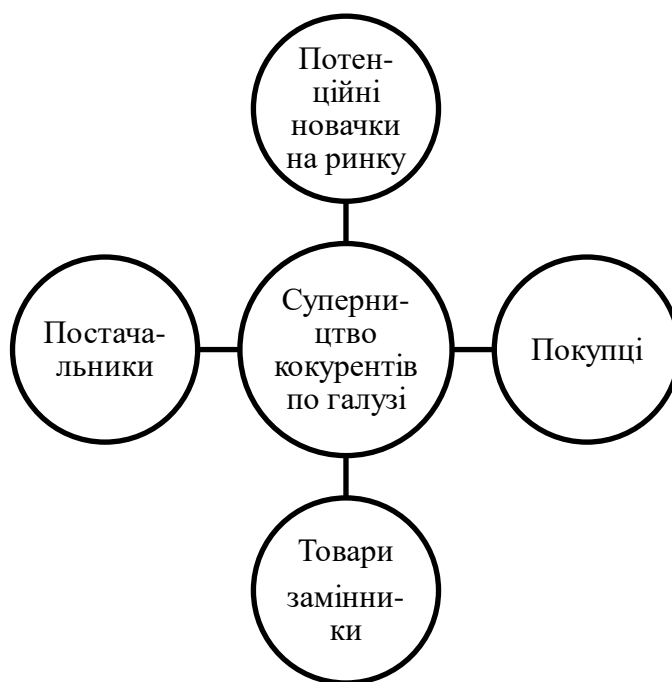 Потен-
ційні
новачки
на ринку
Постача-
льники
Суперни-
цтво
кокурентів
по галузі
Покупці
Товари
замінни-
ки